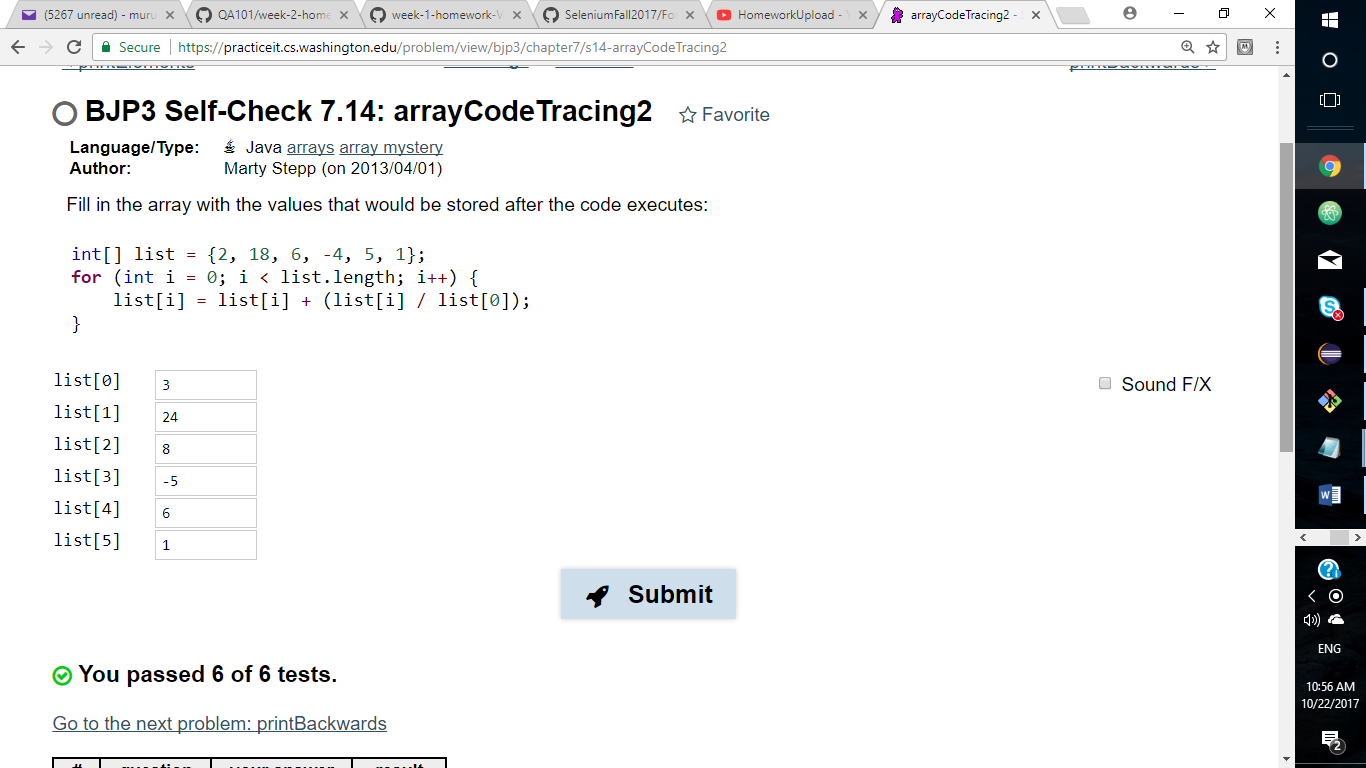 (5267 unread) - muru
QA101/week-2-home
week-1-homework-V
SeleniumFall2017/Fo
HomeworkUpload - Y
arrayCodeTracing2 - S
Secure
https://practiceit.cs.washington.edu/problem/view/bjp3/chapter7/s14-arrayCodeTracing2
BJP3 Self-Check 7.14: arrayCodeTracing2
Favorite
Language/Type: Java arrays array mystery
Author: Marty Stepp (on 2013/04/01)
Fill in the array with the values that would be stored after the code executes:
int[] list = {2, 18, 6, -4, 5, 1};
for (int i = 0; i < list.length; i++) {
    list[i] = list[i] + (list[i] / list[0]);
}
list[0] 3
Sound F/X
list[1] 24
list[2] 8
list[3] -5
list[4] 6
list[5] 1
Submit
You passed 6 of 6 tests.
Go to the next problem: printBackwards
ENG
10:56 AM
10/22/2017
2